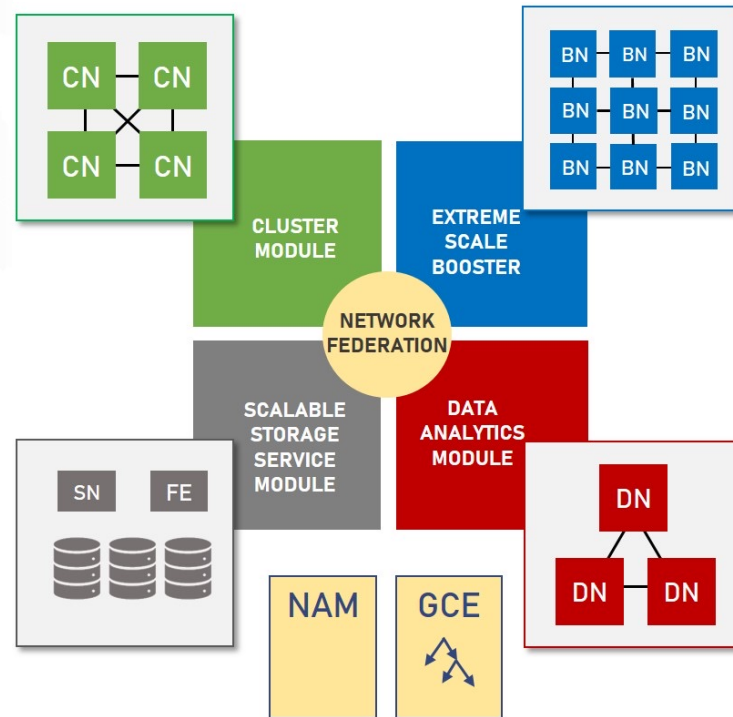 CN CN
CN CN
BN BN BN
BN BN BN
BN BN BN
CLUSTER
MODULE
EXTREME
SCALE
BOOSTER
NETWORK
FEDERATION
SCALABLE
STORAGE
SERVICE
MODULE
DATA
ANALYTICS
MODULE
SN FE
DN
DN DN
NAM
GCE